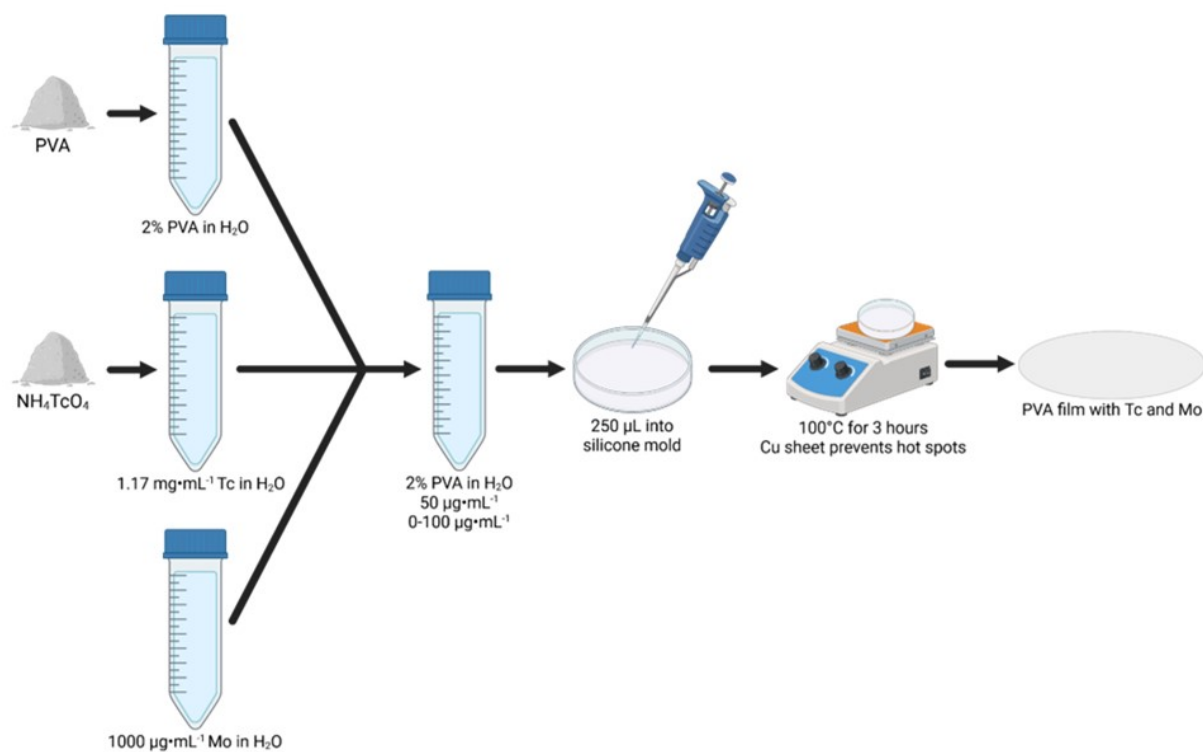 PVA
2% PVA in H₂O
NH₄TcO₄
1.17 mg•mL⁻¹ Tc in H₂O
1000 µg•mL⁻¹ Mo in H₂O
2% PVA in H₂O
50 µg•mL⁻¹
0-100 µg•mL⁻¹
250 µL into
silicone mold
100°C for 3 hours
Cu sheet prevents hot spots
PVA film with Tc and Mo